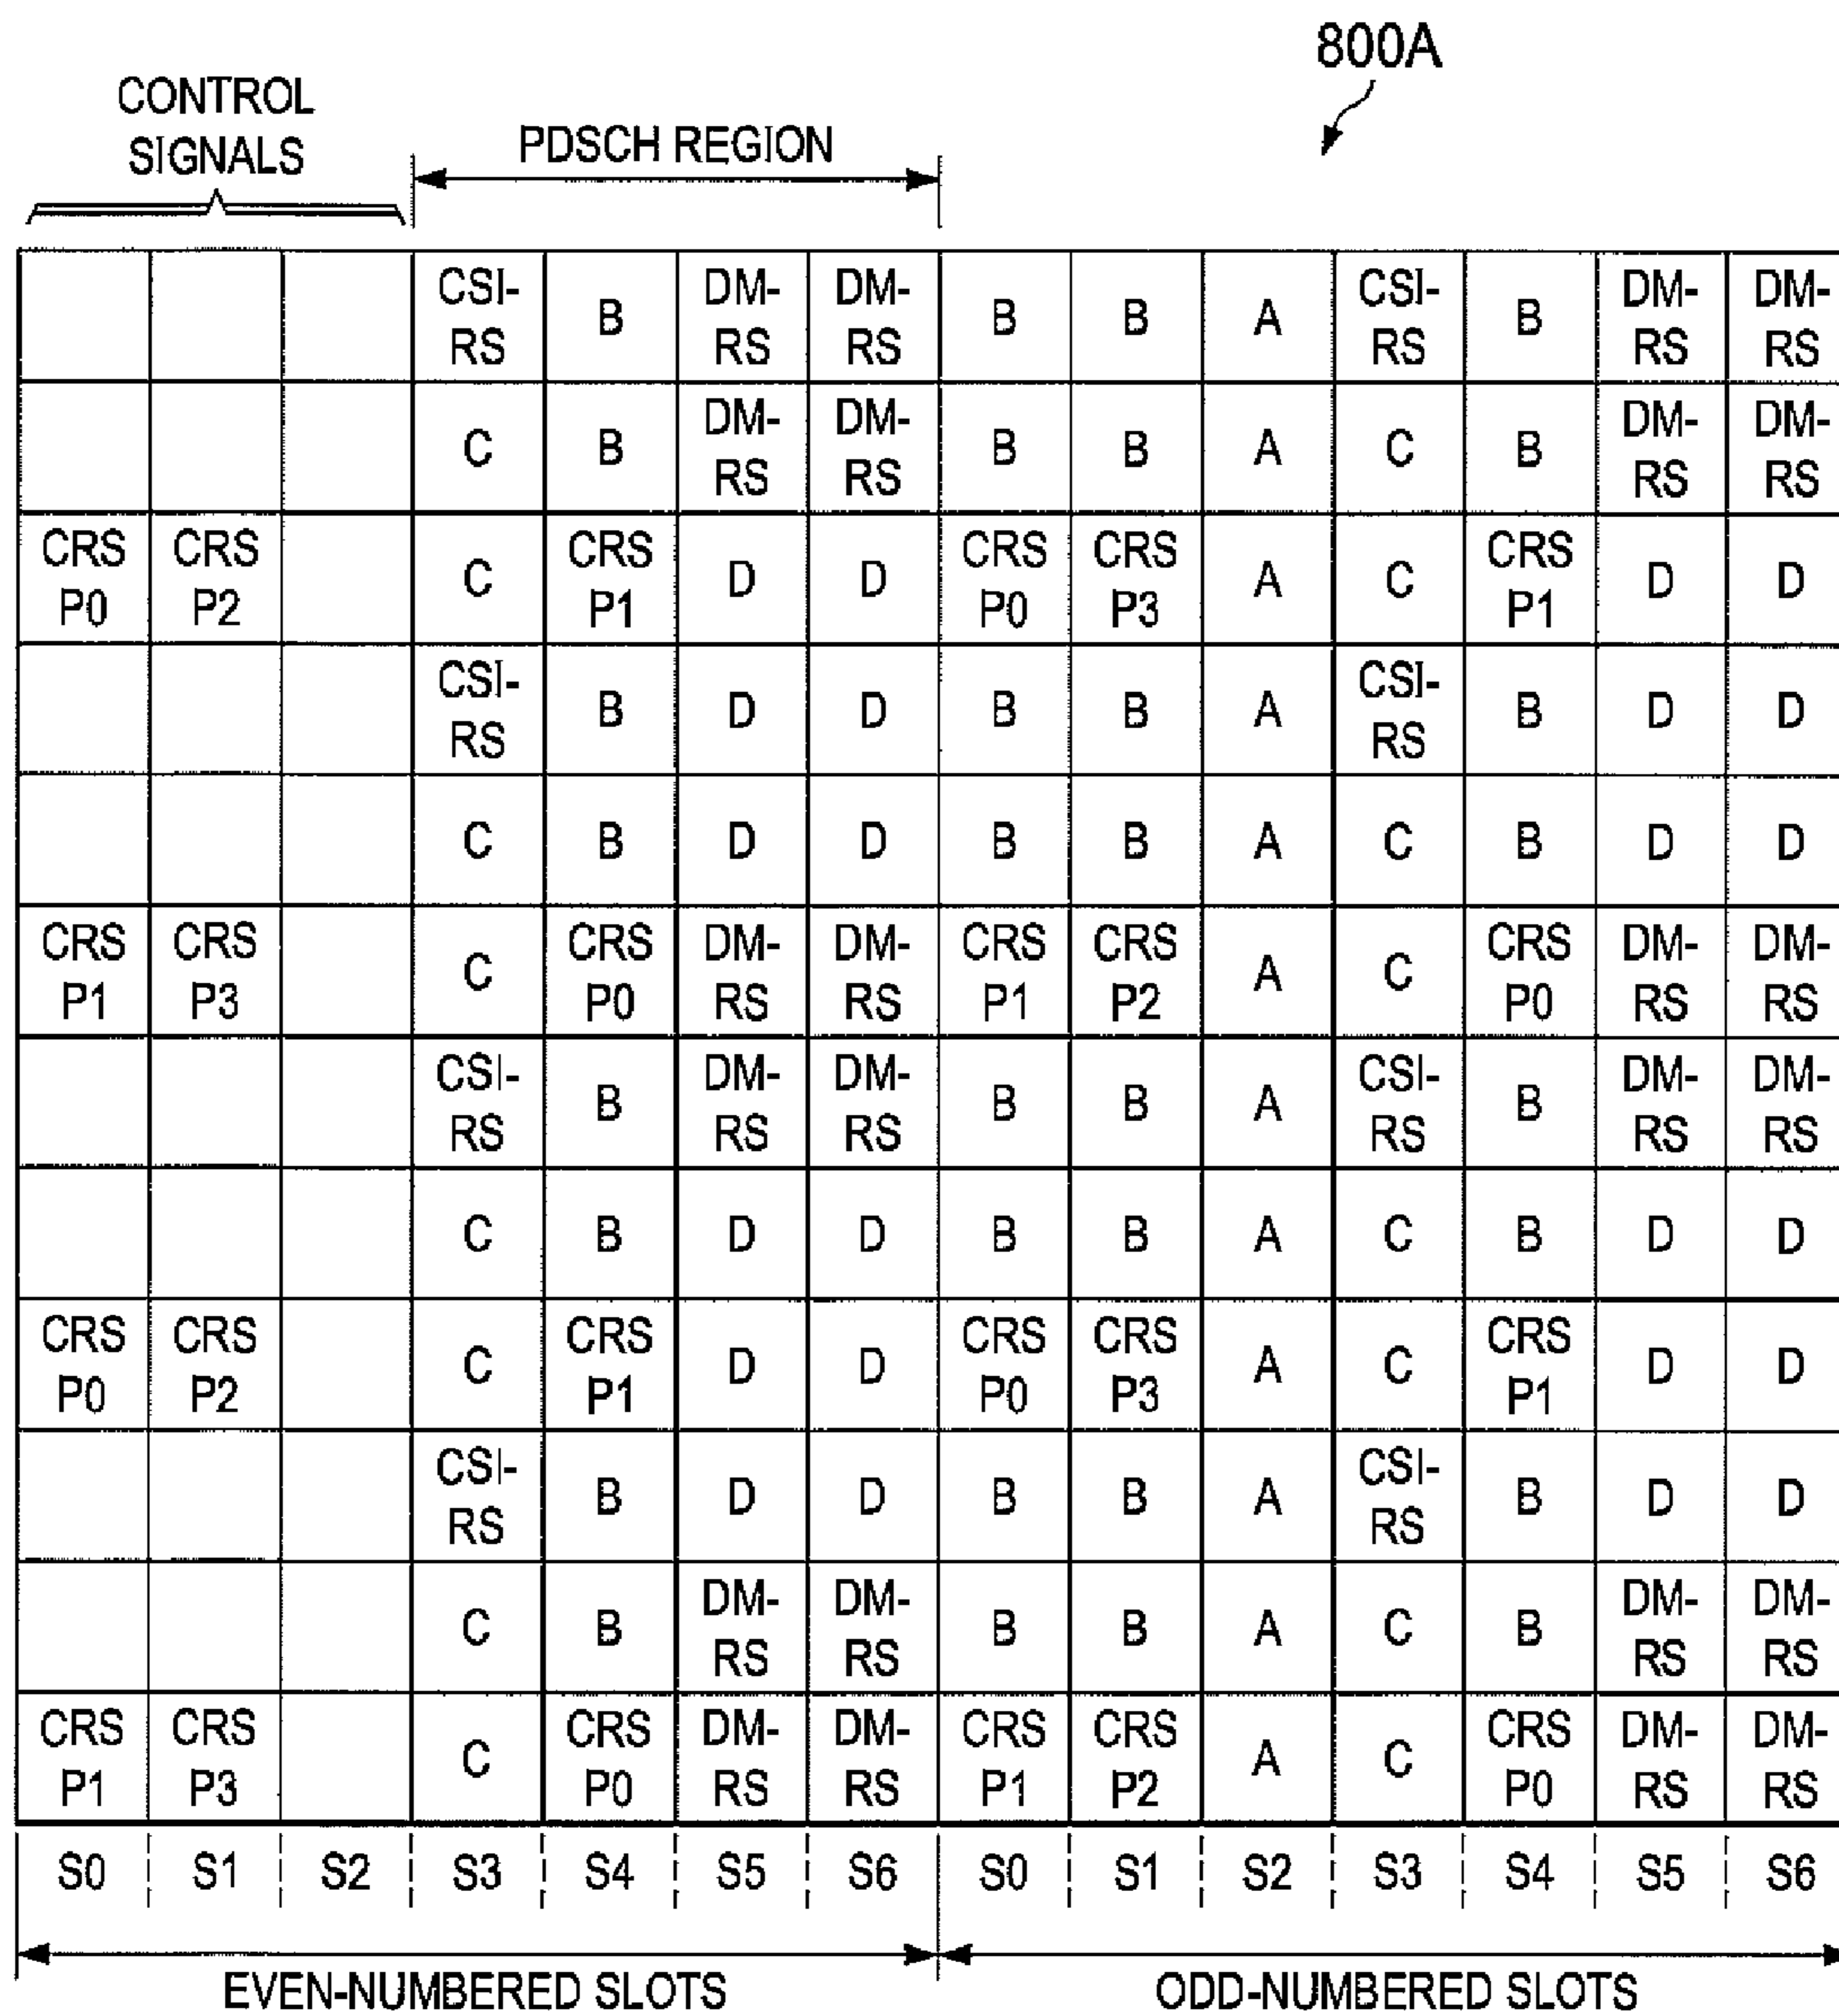 800A
CONTROL
SIGNALS
PDSCH REGION
CSI-RS B DM-RS DM-RS B B A CSI-RS B DM-RS DM-RS
C B DM-RS DM-RS B B A C B DM-RS DM-RS
CRS P0 CRS P2 C CRS P1 D D CRS P0 CRS P3 A C CRS P1 D D
CSI-RS B D D B B A CSI-RS B D D
C B D D B B A C B D D
CRS P1 CRS P3 C CRS P0 DM-RS DM-RS CRS P1 CRS P2 A C CRS P0 DM-RS DM-RS
CSI-RS B DM-RS DM-RS B B A CSI-RS B DM-RS DM-RS
C B D D B B A C B D D
CRS P0 CRS P2 C CRS P1 D D CRS P0 CRS P3 A C CRS P1 D D
CSI-RS B D D B B A CSI-RS B D D
C B DM-RS DM-RS B B A C B DM-RS DM-RS
CRS P1 CRS P3 C CRS P0 DM-RS DM-RS CRS P1 CRS P2 A C CRS P0 DM-RS DM-RS
S0 S1 S2 S3 S4 S5 S6 S0 S1 S2 S3 S4 S5 S6
EVEN-NUMBERED SLOTS ODD-NUMBERED SLOTS